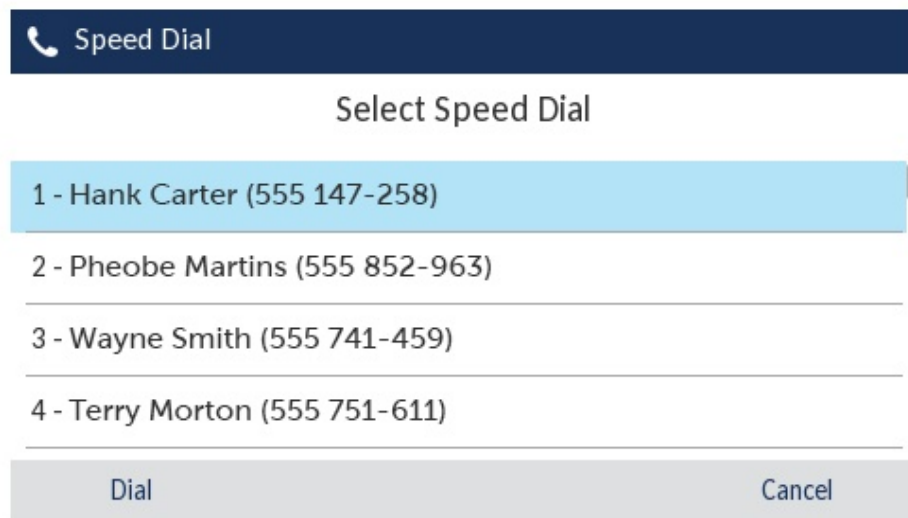 Speed Dial
Select Speed Dial
1 - Hank Carter (555 147-258)
2 - Pheobe Martins (555 852-963)
3 - Wayne Smith (555 741-459)
4 - Terry Morton (555 751-611)
Dial Cancel